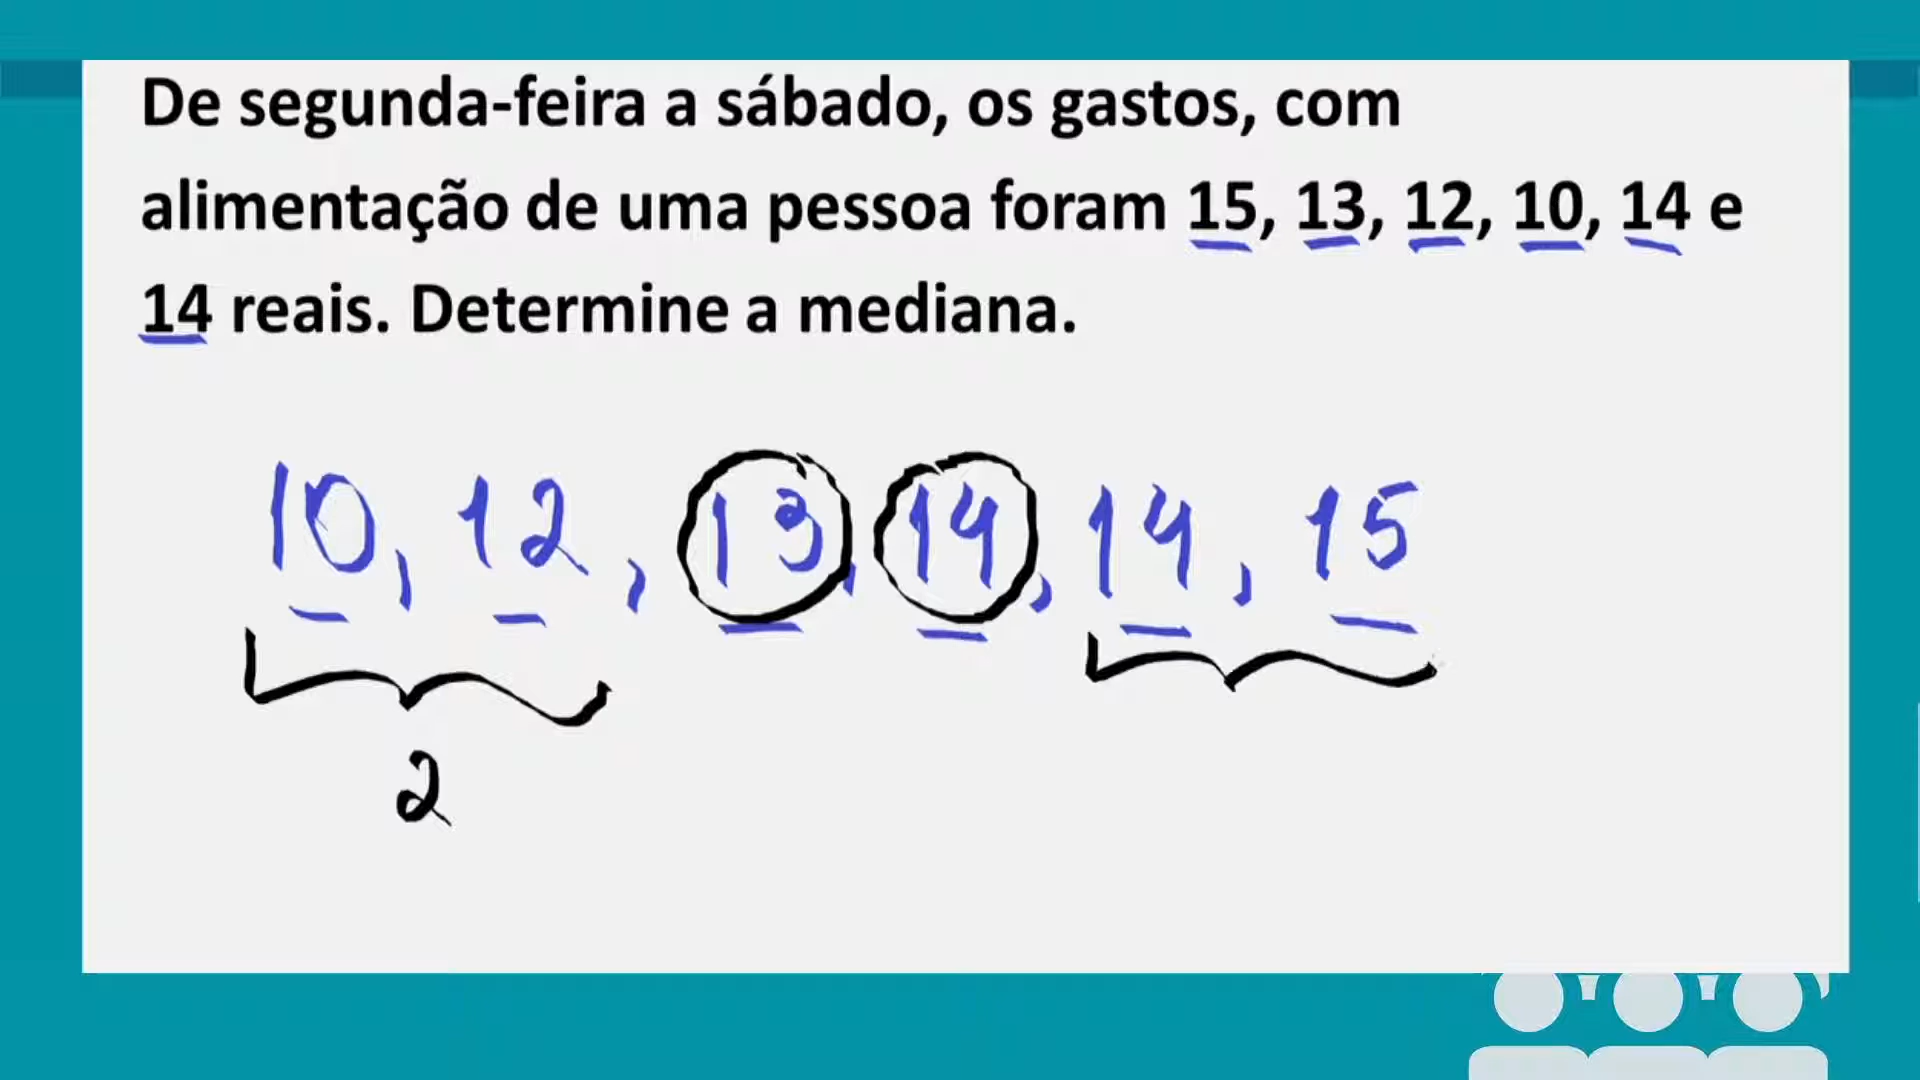 De segunda-feira a sábado, os gastos, com
alimentação de uma pessoa foram 15, 13, 12, 10, 14 e
14 reais. Determine a mediana.
10, 12, 13, 14, 14, 15
2